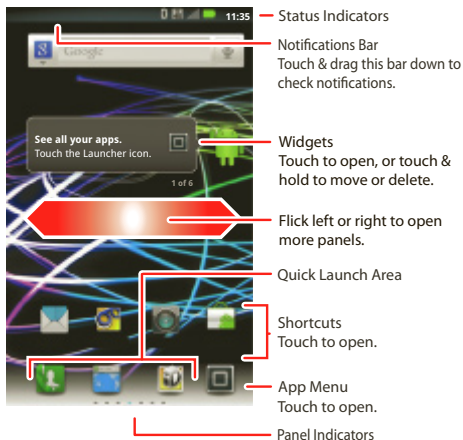 11:35
Google
See all your apps.
Touch the Launcher icon.
1 of 6
Status Indicators
Notifications Bar
Touch & drag this bar down to
check notifications.
Widgets
Touch to open, or touch &
hold to move or delete.
Flick left or right to open
more panels.
Quick Launch Area
Shortcuts
Touch to open.
App Menu
Touch to open.
Panel Indicators